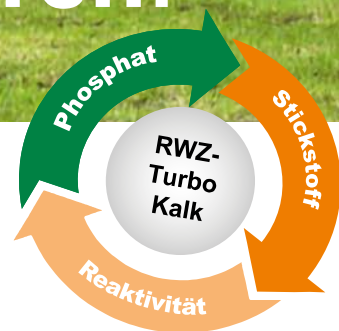 Phosphat
Stickstoff
RWZ-
Turbo
Kalk
Reaktivität